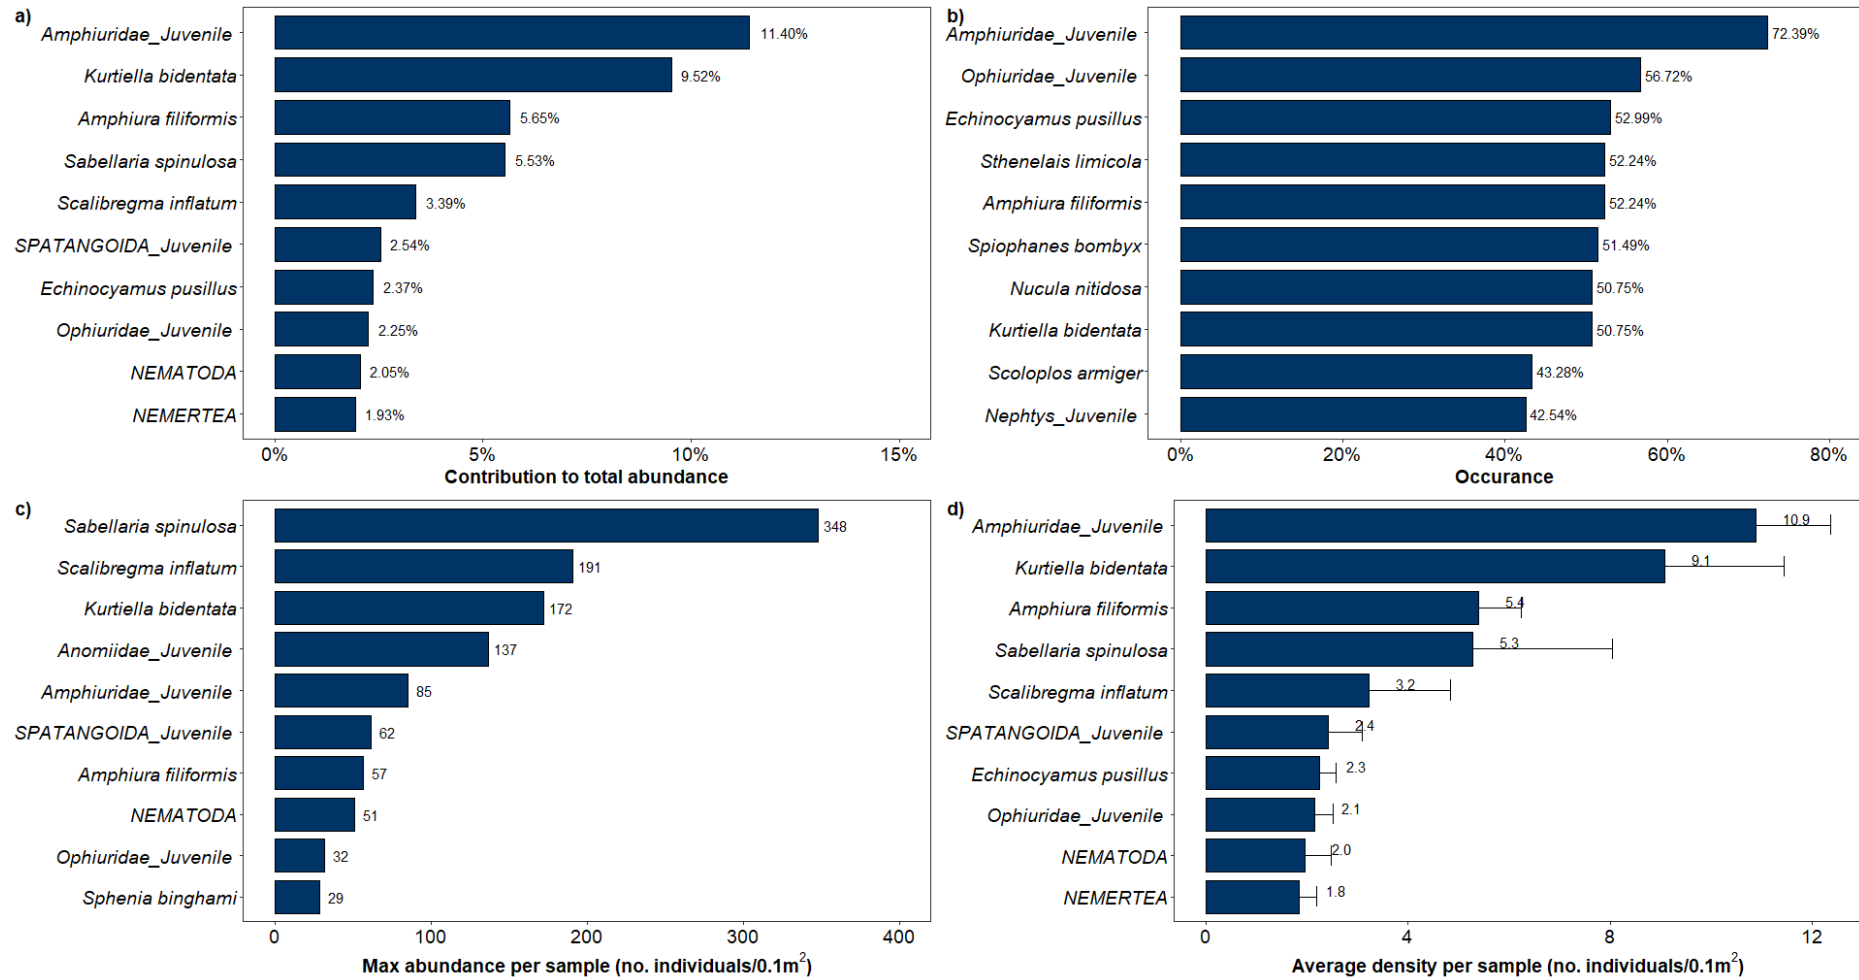 a)
Amphiuridae_Juvenile 11.40%
Kurtiella bidentata 9.52%
Amphiura filiformis 5.65%
Sabellaria spinulosa 5.53%
Scalibregma inflatum 3.39%
SPATANGOIDA_Juvenile 2.54%
Echinocyamus pusillus 2.37%
Ophiuridae_Juvenile 2.25%
NEMATODA 2.05%
NEMERTEA 1.93%
0% 5% 10% 15%
Contribution to total abundance
b)
Amphiuridae_Juvenile 72.39%
Ophiuridae_Juvenile 56.72%
Echinocyamus pusillus 52.99%
Sthenelais limicola 52.24%
Amphiura filiformis 52.24%
Spiophanes bombyx 51.49%
Nucula nitidosa 50.75%
Kurtiella bidentata 50.75%
Scoloplos armiger 43.28%
Nephtys_Juvenile 42.54%
0% 20% 40% 60% 80%
Occurance
c)
Sabellaria spinulosa 348
Scalibregma inflatum 191
Kurtiella bidentata 172
Anomiidae_Juvenile 137
Amphiuridae_Juvenile 85
SPATANGOIDA_Juvenile 62
Amphiura filiformis 57
NEMATODA 51
Ophiuridae_Juvenile 32
Sphenia binghami 29
0 100 200 300 400
Max abundance per sample (no. individuals/0.1m²)
d)
Amphiuridae_Juvenile 10.9
Kurtiella bidentata 9.1
Amphiura filiformis 5.4
Sabellaria spinulosa 5.3
Scalibregma inflatum 3.2
SPATANGOIDA_Juvenile 2.4
Echinocyamus pusillus 2.3
Ophiuridae_Juvenile 2.1
NEMATODA 2.0
NEMERTEA 1.8
0 4 8 12
Average density per sample (no. individuals/0.1m²)